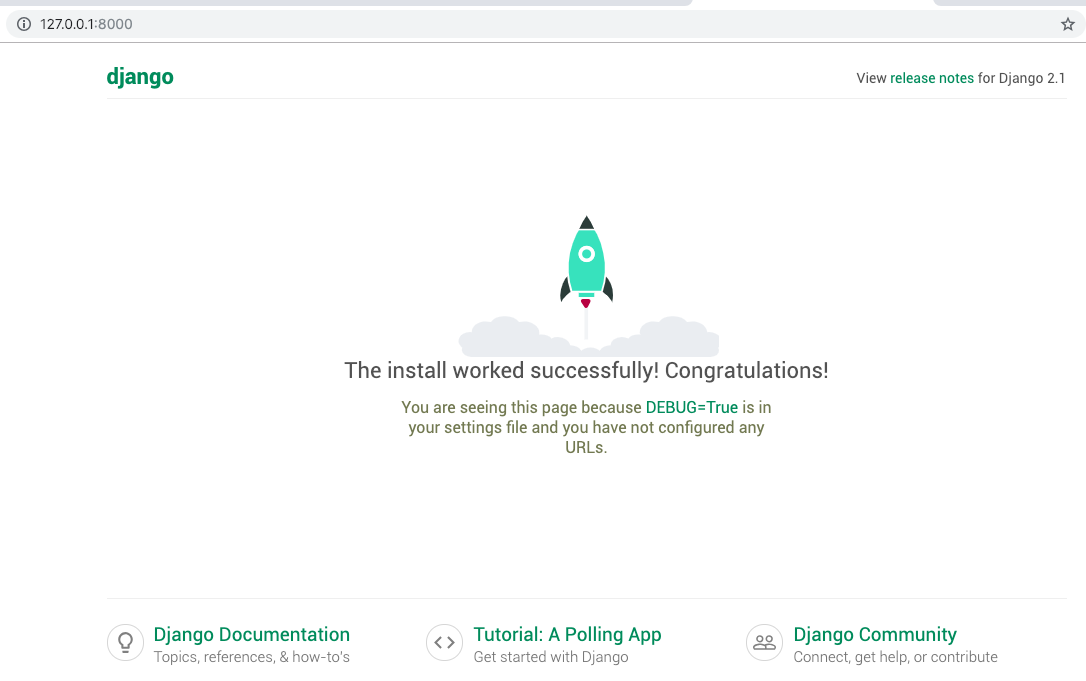 127.0.0.1:8000
django
View release notes for Django 2.1
The install worked successfully! Congratulations!
You are seeing this page because DEBUG=True is in
your settings file and you have not configured any
URLs.
Django Documentation
Topics, references, & how-to's
Tutorial: A Polling App
Get started with Django
Django Community
Connect, get help, or contribute